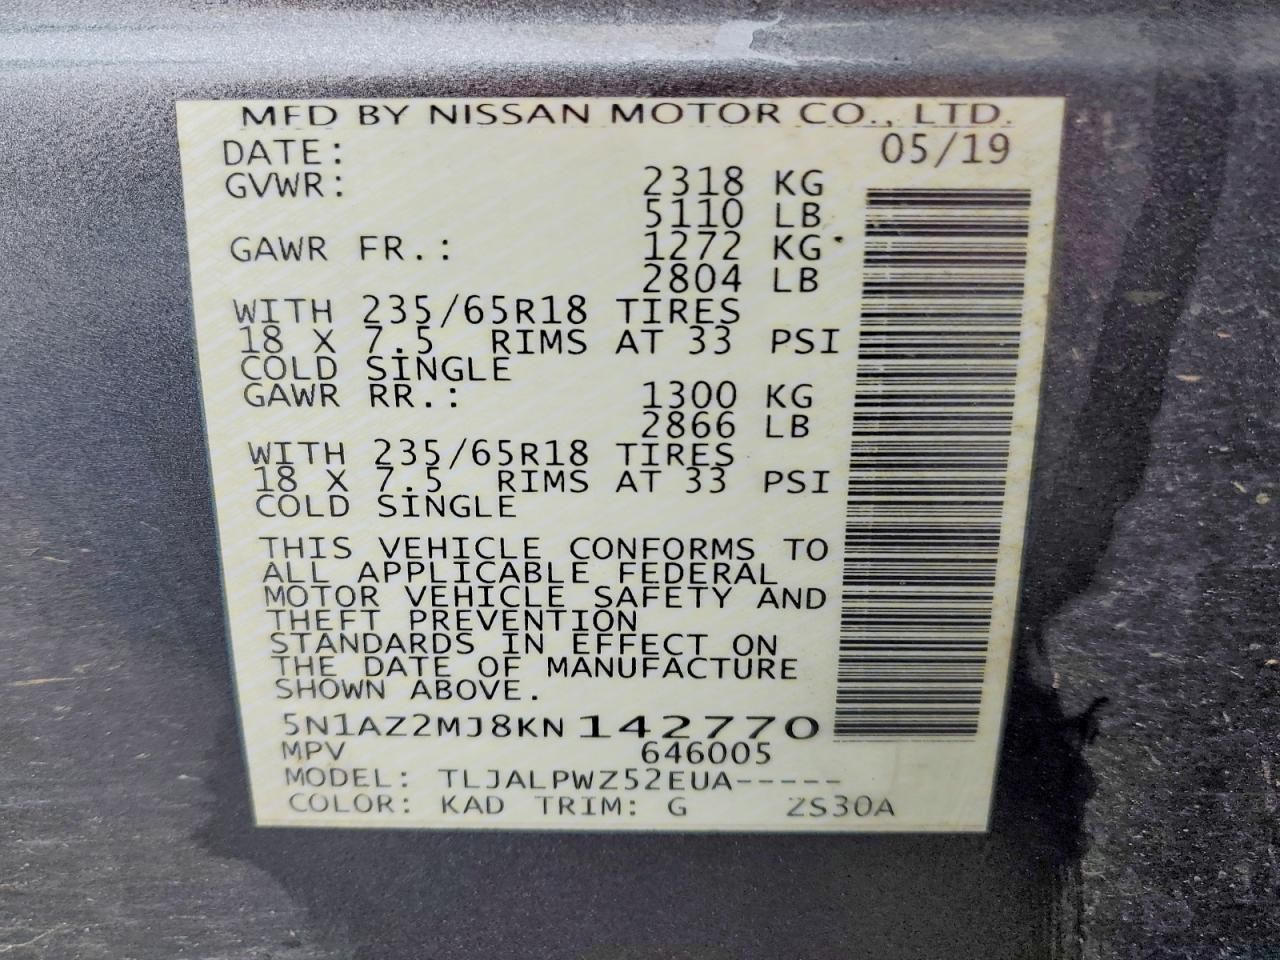 MFD BY NISSAN MOTOR CO., LTD.
DATE: 05/19
GVWR: 2318 KG
5110 LB
GAWR FR.: 1272 KG
2804 LB
WITH 235/65R18 TIRES
18 X 7.5 RIMS AT 33 PSI
COLD SINGLE
GAWR RR.: 1300 KG
2866 LB
WITH 235/65R18 TIRES
18 X 7.5 RIMS AT 33 PSI
COLD SINGLE
THIS VEHICLE CONFORMS TO
ALL APPLICABLE FEDERAL
MOTOR VEHICLE SAFETY AND
THEFT PREVENTION
STANDARDS IN EFFECT ON
THE DATE OF MANUFACTURE
SHOWN ABOVE.
5N1AZ2MJ8KN142770
MPV 646005
MODEL: TLJALPWZ52EUA-----
COLOR: KAD TRIM: G ZS30A